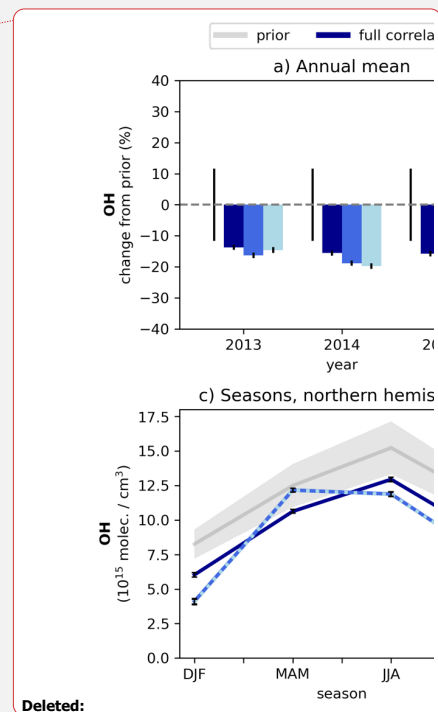 prior full correla
a) Annual mean
40
30
20
10
0
−10
−20
−30
−40
OH
change from prior (%)
2013 2014 20
year
c) Seasons, northern hemis
17.5
15.0
12.5
10.0
7.5
5.0
2.5
0.0
OH
(10¹⁵ molec. / cm³)
DJF MAM JJA
season
Deleted: